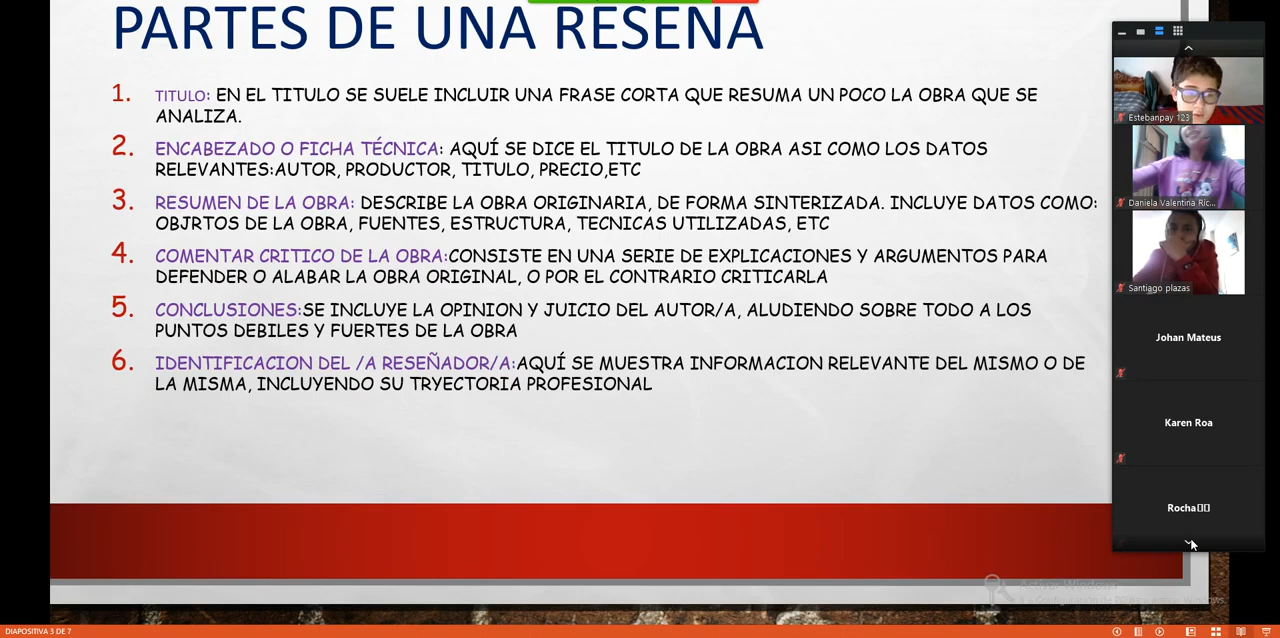 PARTES DE UNA RESEÑA
1. TITULO: EN EL TITULO SE SUELE INCLUIR UNA FRASE CORTA QUE RESUMA UN POCO LA OBRA QUE SE
ANALIZA.
2. ENCABEZADO O FICHA TÉCNICA: AQUÍ SE DICE EL TITULO DE LA OBRA ASI COMO LOS DATOS
RELEVANTES:AUTOR, PRODUCTOR, TITULO, PRECIO,ETC
3. RESUMEN DE LA OBRA: DESCRIBE LA OBRA ORIGINARIA, DE FORMA SINTERIZADA. INCLUYE DATOS COMO:
OBJRTOS DE LA OBRA, FUENTES, ESTRUCTURA, TECNICAS UTILIZADAS, ETC
4. COMENTAR CRITICO DE LA OBRA:CONSISTE EN UNA SERIE DE EXPLICACIONES Y ARGUMENTOS PARA
DEFENDER O ALABAR LA OBRA ORIGINAL, O POR EL CONTRARIO CRITICARLA
5. CONCLUSIONES:SE INCLUYE LA OPINION Y JUICIO DEL AUTOR/A, ALUDIENDO SOBRE TODO A LOS
PUNTOS DEBILES Y FUERTES DE LA OBRA
6. IDENTIFICACION DEL /A RESEÑADOR/A:AQUÍ SE MUESTRA INFORMACION RELEVANTE DEL MISMO O DE
LA MISMA, INCLUYENDO SU TRYECTORIA PROFESIONAL
Estebanpay 123
Daniela Valentina Ric...
Santiago plazas
Johan Mateus
Karen Roa
Rocha
Activar Windows
DIAPOSITIVA 3 DE 7